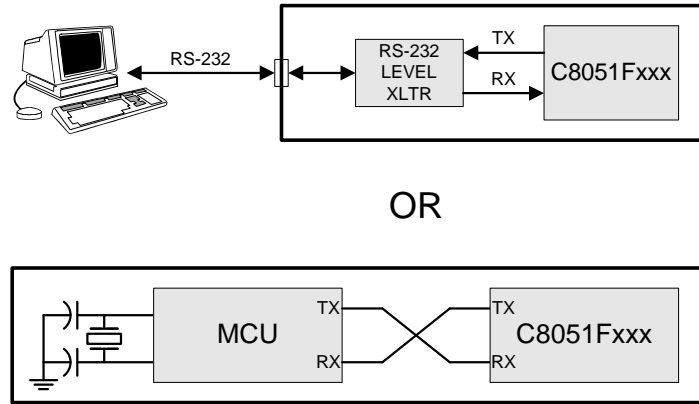 RS-232
RS-232
LEVEL
XLTR
TX
RX
C8051Fxxx
OR
MCU
TX
RX
TX
RX
C8051Fxxx